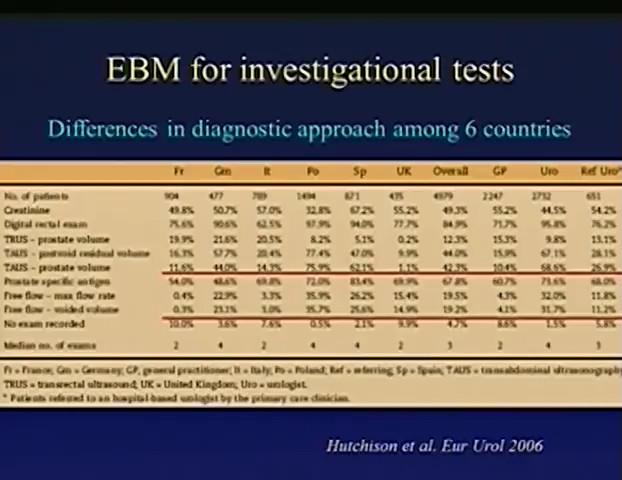 EBM for investigational tests
Differences in diagnostic approach among 6 countries
Fr Gm It Po Sp UK Overall GP Uro Ref Uro*
No. of patients 904 477 789 1494 871 435 4979 2247 2732 651
Creatinine 49.8% 50.7% 57.0% 32.8% 67.2% 55.2% 49.3% 55.2% 44.5% 54.2%
Digital rectal exam 75.6% 90.6% 62.5% 97.9% 94.0% 77.7% 84.9% 71.7% 95.8% 76.2%
TRUS – prostate volume 19.9% 21.6% 20.5% 8.2% 5.1% 0.2% 12.3% 15.3% 9.8% 13.1%
TAUS – postvoid residual volume 16.3% 57.7% 20.4% 77.4% 47.0% 9.9% 44.0% 15.9% 67.1% 28.1%
TAUS – prostate volume 11.6% 44.0% 14.3% 75.9% 62.1% 1.1% 42.3% 10.4% 68.6% 26.9%
Prostate specific antigen 54.0% 48.6% 69.8% 72.0% 83.4% 69.9% 67.8% 60.7% 73.6% 68.0%
Free flow – max flow rate 0.4% 22.9% 3.3% 35.9% 26.2% 15.4% 19.5% 4.3% 32.0% 11.8%
Free flow – voided volume 0.3% 23.1% 3.0% 35.7% 25.6% 14.9% 19.2% 4.1% 31.7% 11.2%
No exam recorded 10.0% 3.6% 7.6% 0.5% 2.1% 9.9% 4.7% 8.6% 1.5% 5.8%
Median no. of exams 2 4 2 4 4 2 3 2 4 3
Fr = France; Gm = Germany; GP, general practitioner; It = Italy; Po = Poland; Ref = referring; Sp = Spain; TAUS = transabdominal ultrasonography
TRUS = transrectal ultrasound; UK = United Kingdom; Uro = urologist.
* Patients referred to an hospital-based urologist by the primary care clinician.
Hutchison et al. Eur Urol 2006